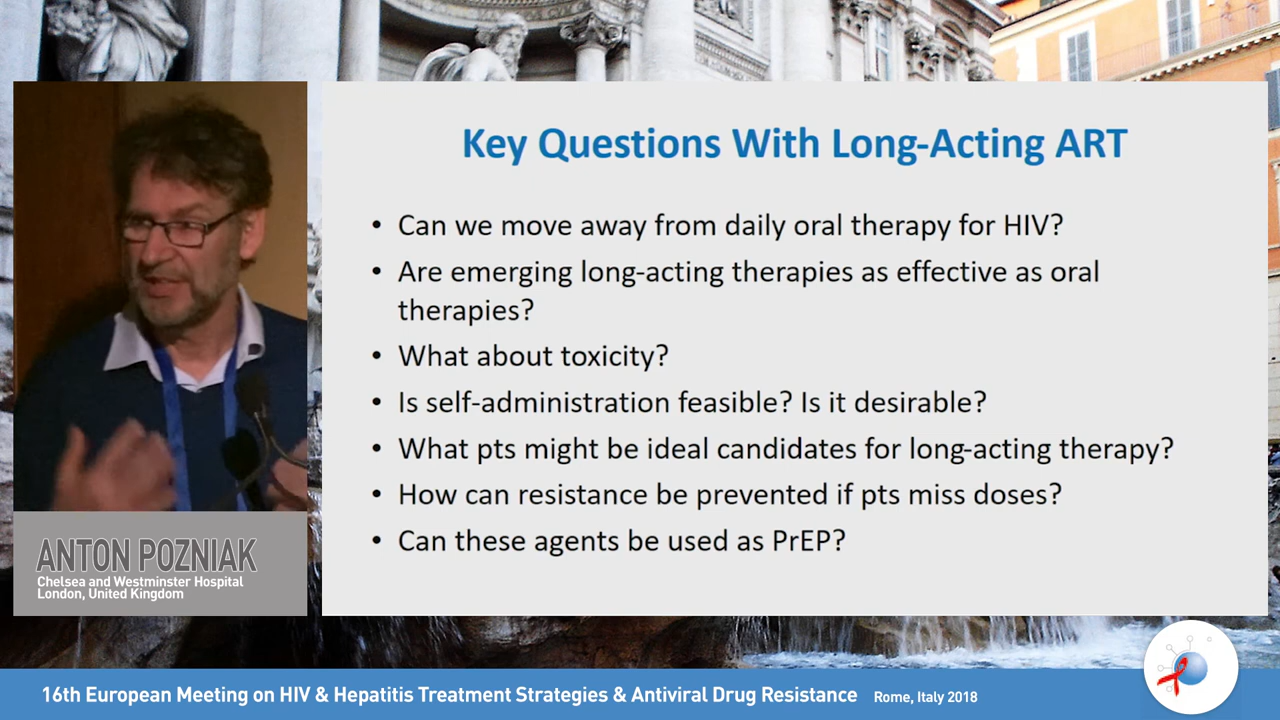 Key Questions With Long-Acting ART
• Can we move away from daily oral therapy for HIV?
• Are emerging long-acting therapies as effective as oral
therapies?
• What about toxicity?
• Is self-administration feasible? Is it desirable?
• What pts might be ideal candidates for long-acting therapy?
• How can resistance be prevented if pts miss doses?
• Can these agents be used as PrEP?
ANTON POZNIAK
Chelsea and Westminster Hospital
London, United Kingdom
16th European Meeting on HIV & Hepatitis Treatment Strategies & Antiviral Drug Resistance Rome, Italy 2018